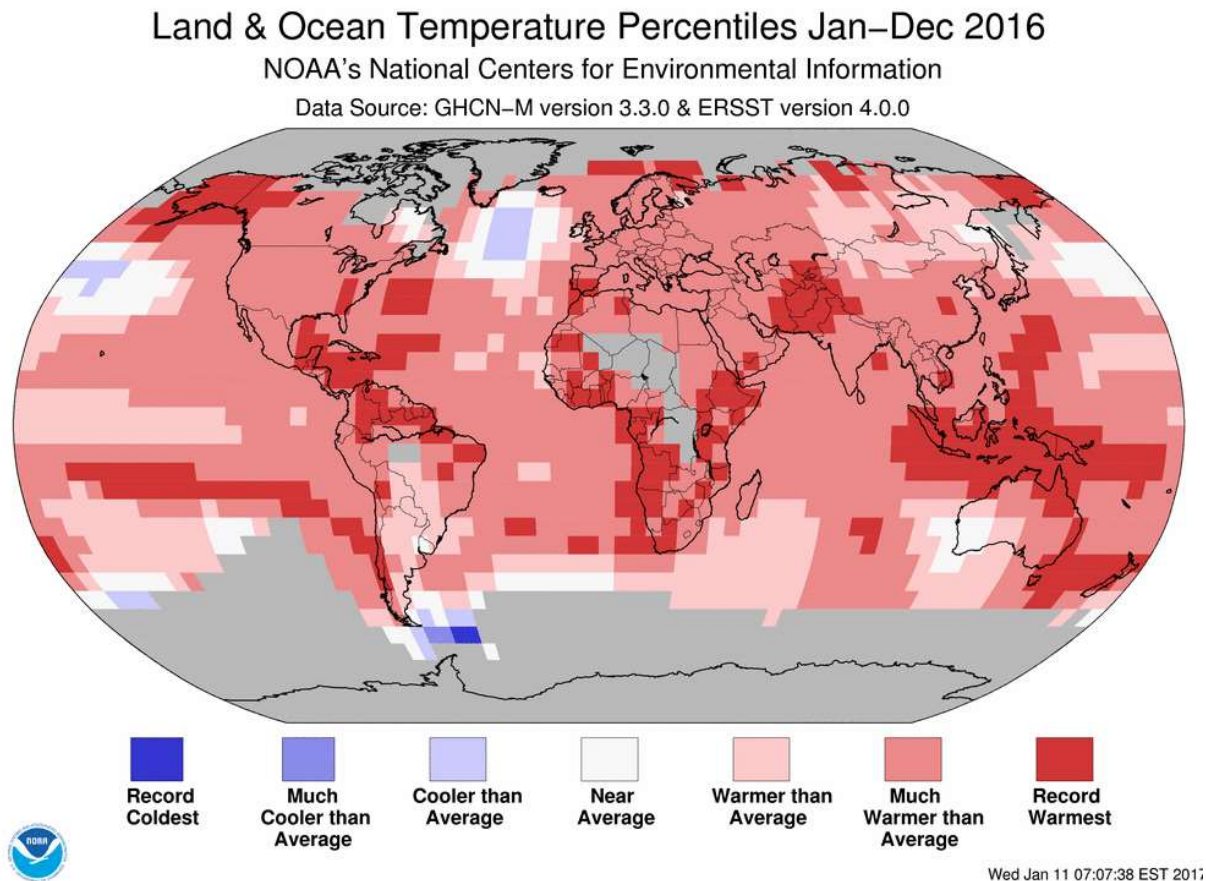 Land & Ocean Temperature Percentiles Jan–Dec 2016
NOAA's National Centers for Environmental Information
Data Source: GHCN–M version 3.3.0 & ERSST version 4.0.0
Record
Coldest
Much
Cooler than
Average
Cooler than
Average
Near
Average
Warmer than
Average
Much
Warmer than
Average
Record
Warmest
NOAA
Wed Jan 11 07:07:38 EST 2017